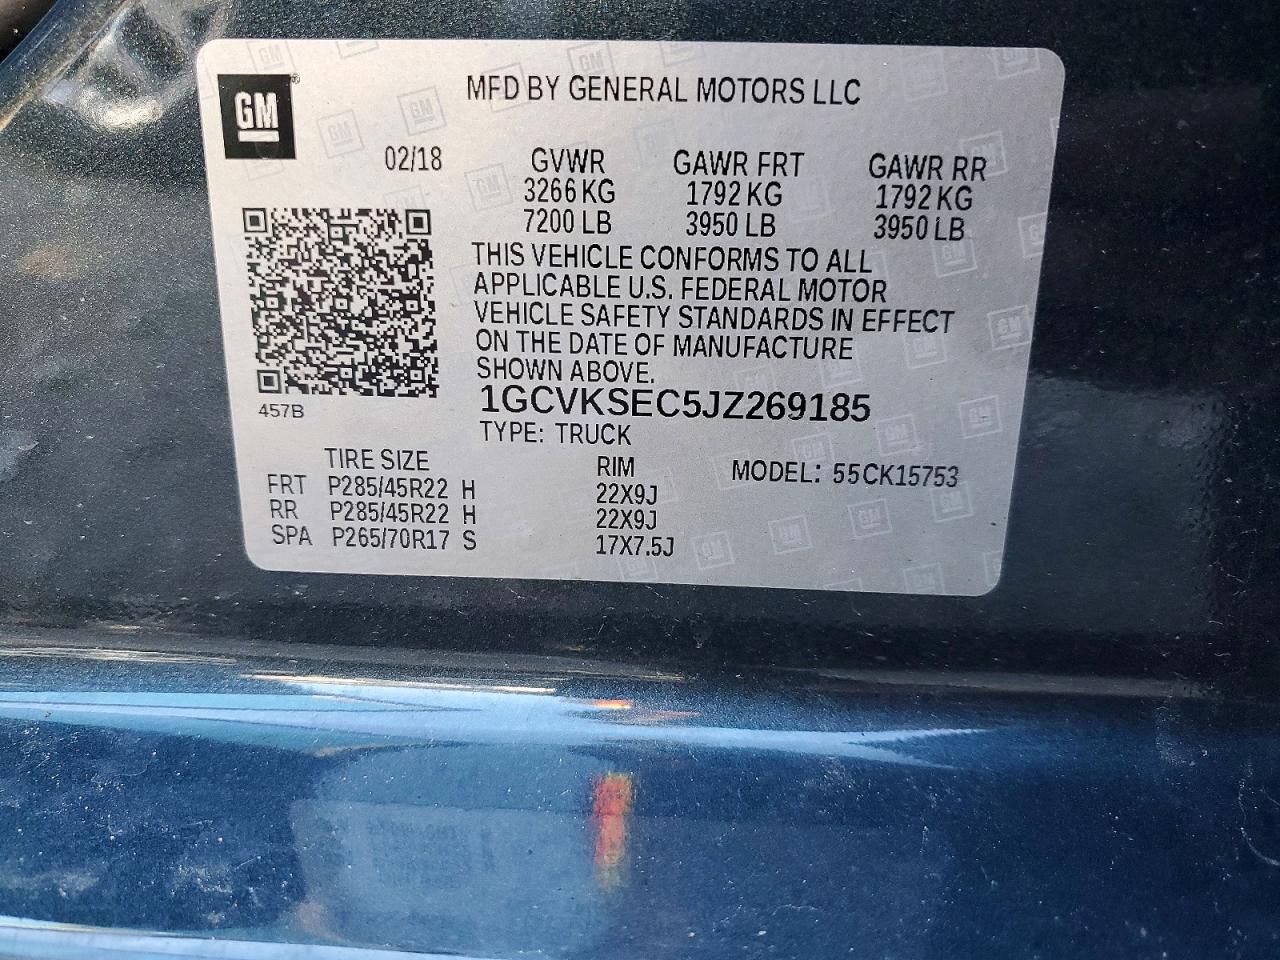 GM®
MFD BY GENERAL MOTORS LLC
02/18 GVWR GAWR FRT GAWR RR
3266 KG 1792 KG 1792 KG
7200 LB 3950 LB 3950 LB
THIS VEHICLE CONFORMS TO ALL
APPLICABLE U.S. FEDERAL MOTOR
VEHICLE SAFETY STANDARDS IN EFFECT
ON THE DATE OF MANUFACTURE
SHOWN ABOVE.
457B 1GCVKSEC5JZ269185
TYPE: TRUCK
TIRE SIZE RIM MODEL: 55CK15753
FRT P285/45R22 H 22X9J
RR P285/45R22 H 22X9J
SPA P265/70R17 S 17X7.5J